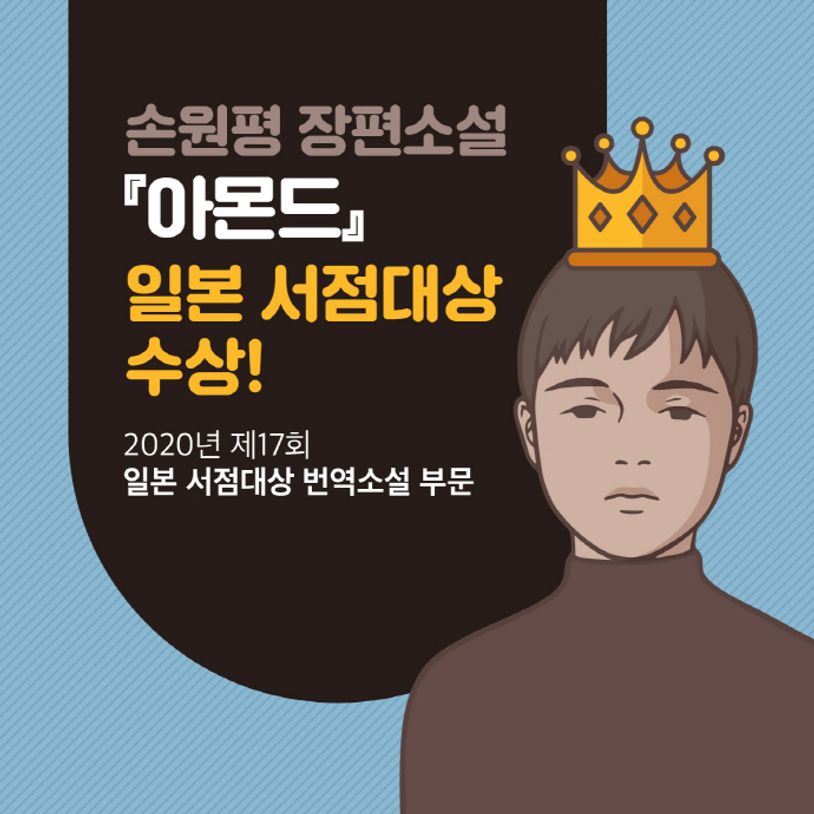 손원평 장편소설
『아몬드』
일본 서점대상
수상!
2020년 제17회
일본 서점대상 번역소설 부문